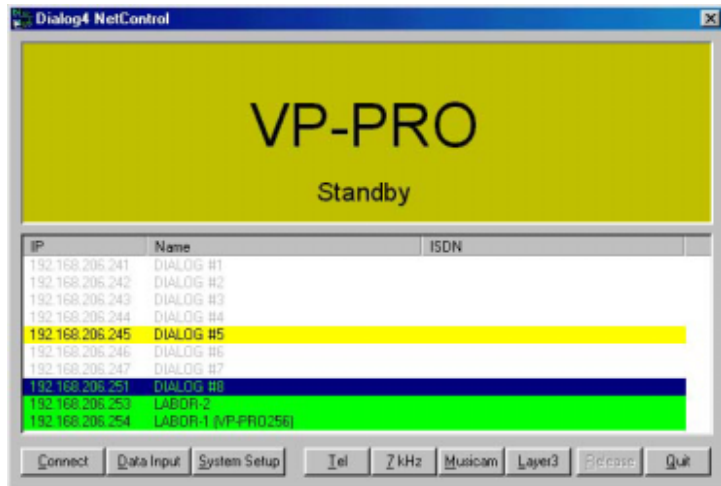 Dialog4 NetControl
VP-PRO
Standby
IP Name ISDN
192.168.206.241 DIALOG #1
192.168.206.242 DIALOG #2
192.168.206.243 DIALOG #3
192.168.206.244 DIALOG #4
192.168.206.245 DIALOG #5
192.168.206.246 DIALOG #6
192.168.206.247 DIALOG #7
192.168.206.251 DIALOG #8
192.168.206.253 LABOR-2
192.168.206.254 LABOR-1 (VP-PRO256)
Connect Data Input System Setup Tel 7 kHz Musicam Layer3 Release Quit